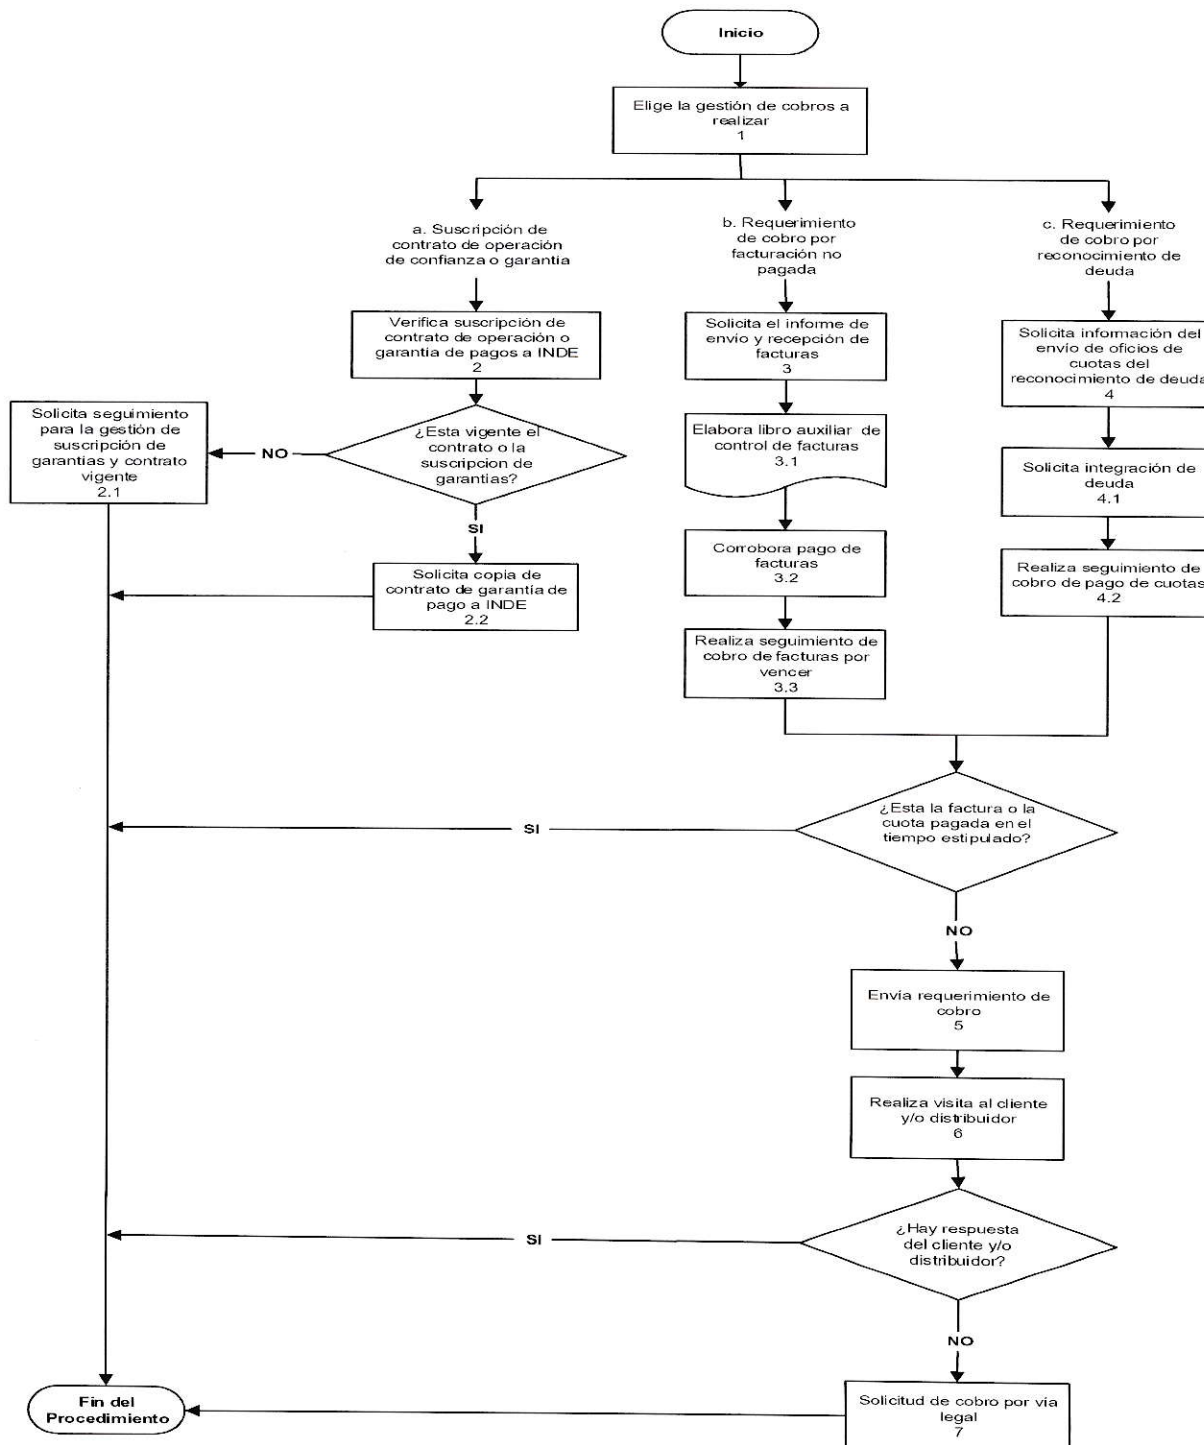 Inicio
Elige la gestión de cobros a
realizar
1
a. Suscripción de
contrato de operación
de confianza o garantía
b. Requerimiento
de cobro por
facturación no
pagada
c. Requerimiento
de cobro por
reconocimiento de
deuda
Verifica suscripción de
contrato de operación o
garantía de pagos a INDE
2
Solicita el informe de
envío y recepción de
facturas
3
Solicita información del
envío de oficios de
cuotas del
reconocimiento de deuda
4
Solicita seguimiento
para la gestión de
suscripción de
garantías y contrato
vigente
2.1
NO
¿Esta vigente el
contrato o la
suscripcion de
garantías?
Elabora libro auxiliar de
control de facturas
3.1
Solicita integración de
deuda
4.1
SI
Solicita copia de
contrato de garantía de
pago a INDE
2.2
Corrobora pago de
facturas
3.2
Realiza seguimiento de
cobro de pago de cuotas
4.2
Realiza seguimiento de
cobro de facturas por
vencer
3.3
¿Esta la factura o la
cuota pagada en el
tiempo estipulado?
SI
NO
Envía requerimiento de
cobro
5
Realiza visita al cliente
y/o distribuidor
6
¿Hay respuesta
del cliente y/o
distribuidor?
SI
NO
Fin del
Procedimiento
Solicitud de cobro por via
legal
7